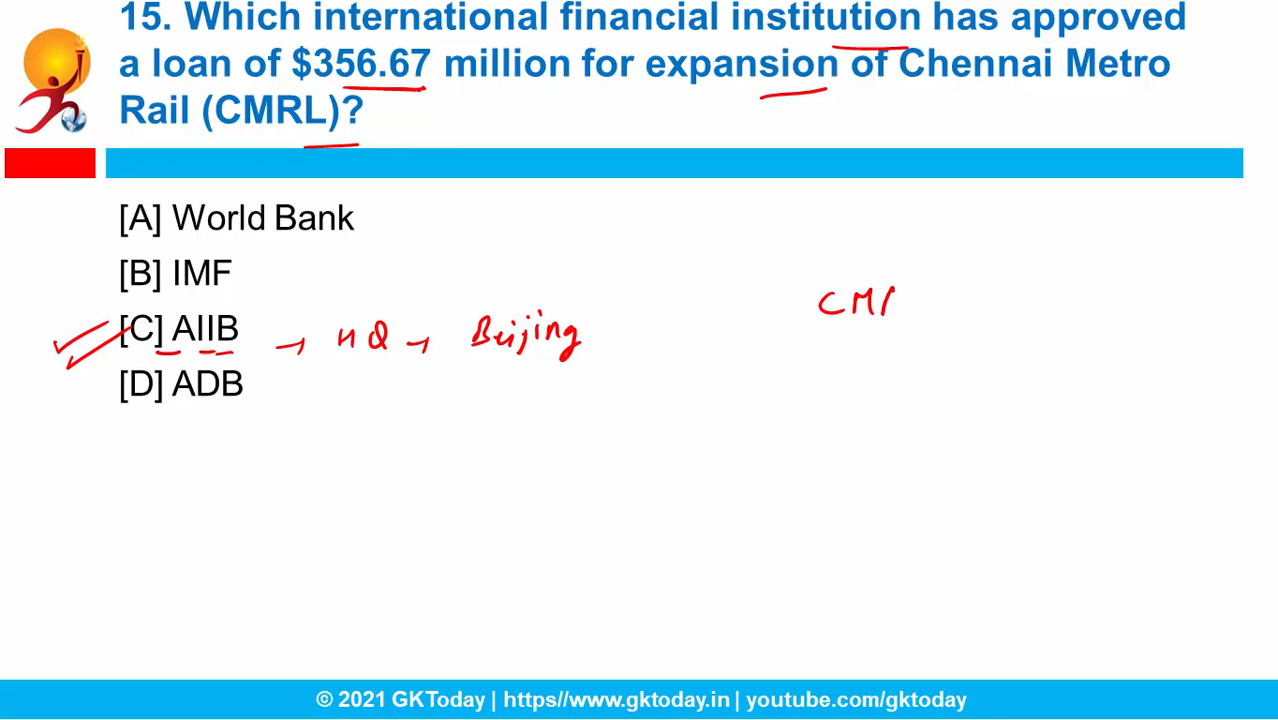 15. Which international financial institution has approved
a loan of $356.67 million for expansion of Chennai Metro
Rail (CMRL)?
[A] World Bank
[B] IMF
CM
[C] AIIB → HQ → Beijing
[D] ADB
© 2021 GKToday | https//www.gktoday.in | youtube.com/gktoday